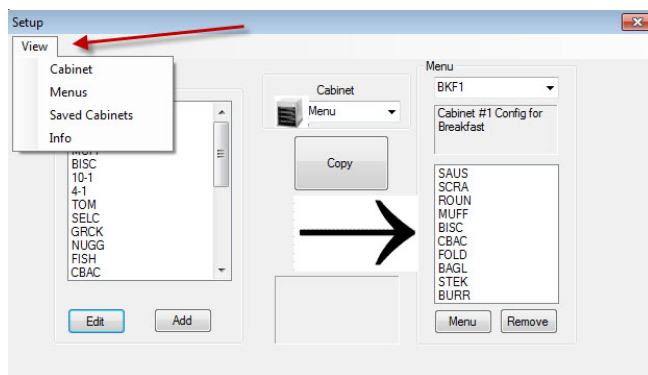 Setup
View
Cabinet
Menus
Saved Cabinets
Info
BISC
10-1
4-1
TOM
SELC
GRCK
NUGG
FISH
CBAC
Edit
Add
Cabinet
Menu
Copy
Menu
BKF1
Cabinet #1 Config for
Breakfast
SAUS
SCRA
ROUN
MUFF
BISC
CBAC
FOLD
BAGL
STEK
BURR
Menu
Remove